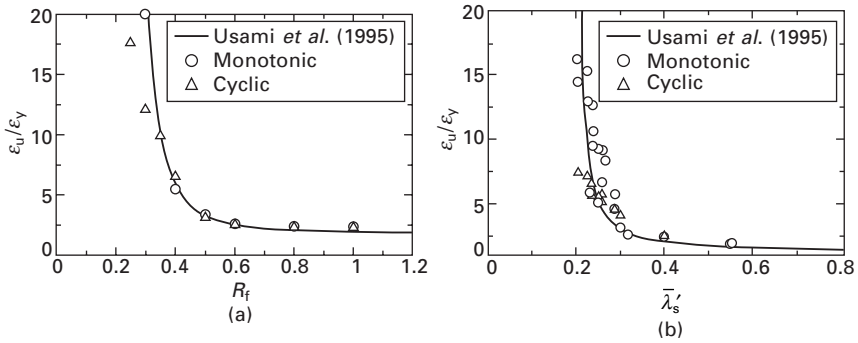 20
15
10
5
0
εu/εy
Usami et al. (1995)
Monotonic
Cyclic
0 0.2 0.4 0.6 0.8 1 1.2
Rf
(a)
20
15
10
5
0
εu/εy
Usami et al. (1995)
Monotonic
Cyclic
0 0.2 0.4 0.6 0.8
λ̅s′
(b)